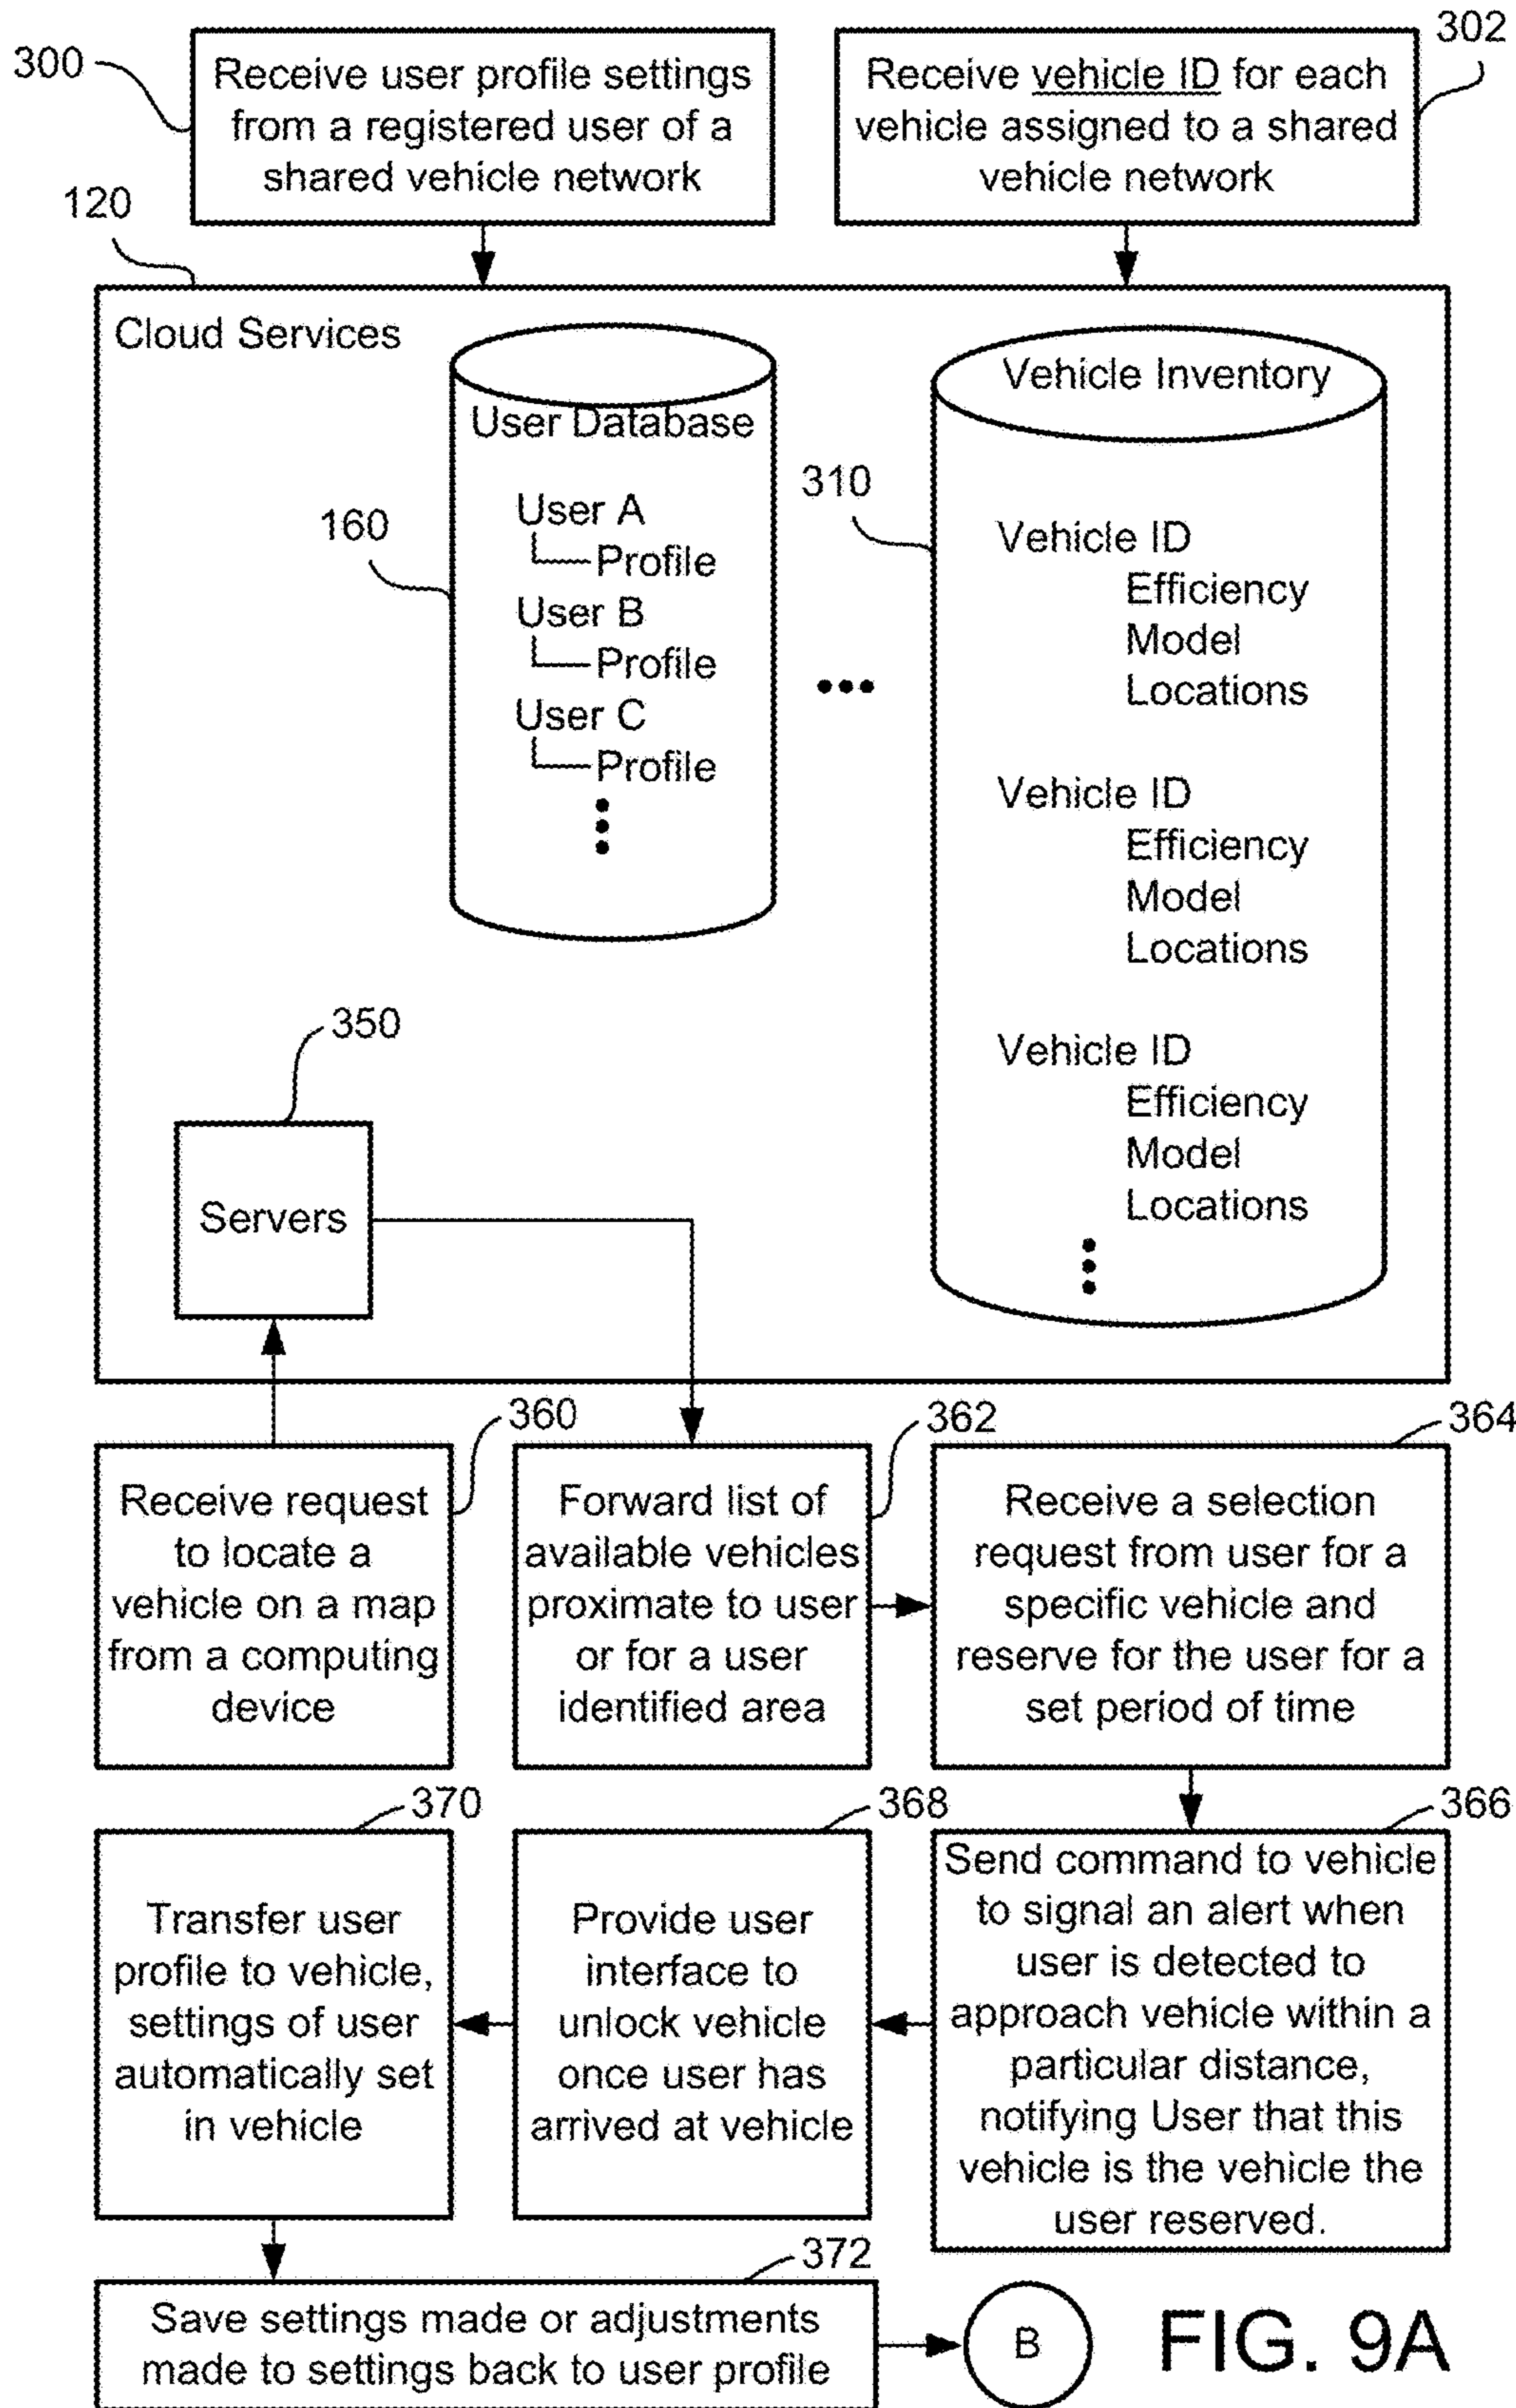 300
Receive user profile settings
from a registered user of a
shared vehicle network
302
Receive vehicle ID for each
vehicle assigned to a shared
vehicle network
120
Cloud Services
User Database
160
User A
Profile
User B
Profile
User C
Profile
310
Vehicle Inventory
Vehicle ID
Efficiency
Model
Locations
Vehicle ID
Efficiency
Model
Locations
Vehicle ID
Efficiency
Model
Locations
350
Servers
360
Receive request
to locate a
vehicle on a map
from a computing
device
362
Forward list of
available vehicles
proximate to user
or for a user
identified area
364
Receive a selection
request from user for a
specific vehicle and
reserve for the user for a
set period of time
366
Send command to vehicle
to signal an alert when
user is detected to
approach vehicle within a
particular distance,
notifying User that this
vehicle is the vehicle the
user reserved.
368
Provide user
interface to
unlock vehicle
once user has
arrived at vehicle
370
Transfer user
profile to vehicle,
settings of user
automatically set
in vehicle
372
Save settings made or adjustments
made to settings back to user profile
B
FIG. 9A